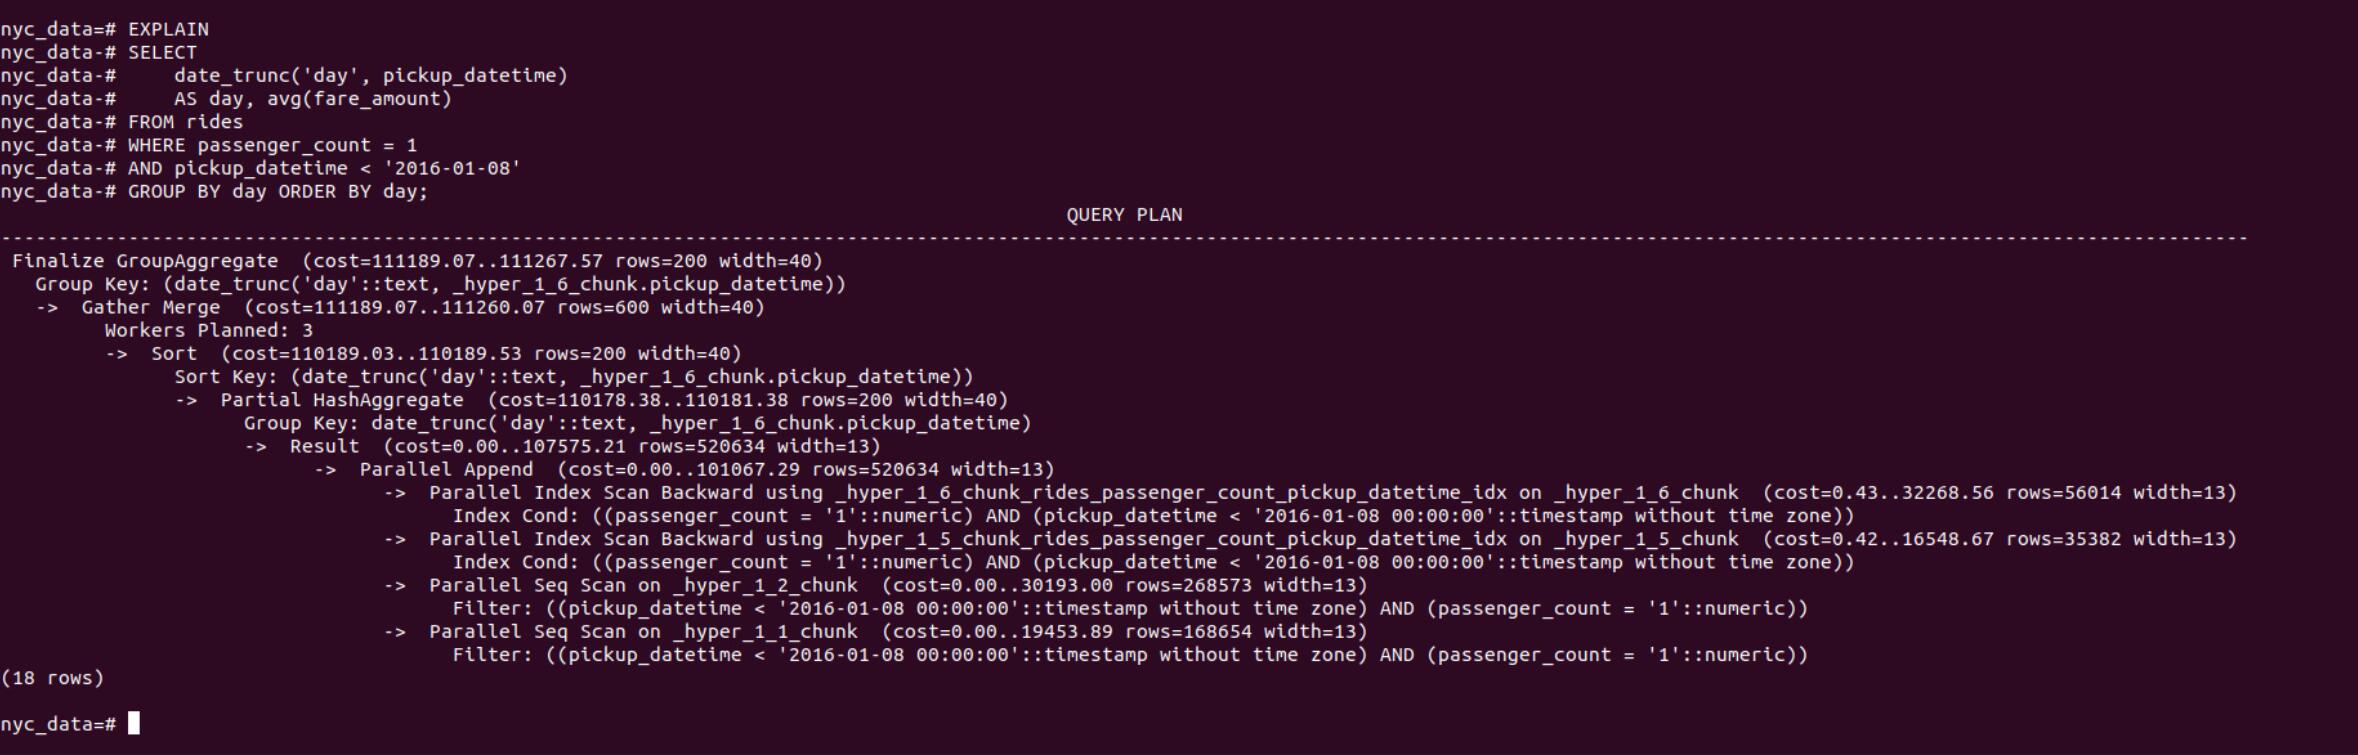 nyc_data=# EXPLAIN
nyc_data-# SELECT
nyc_data-#     date_trunc('day', pickup_datetime)
nyc_data-#     AS day, avg(fare_amount)
nyc_data-# FROM rides
nyc_data-# WHERE passenger_count = 1
nyc_data-# AND pickup_datetime < '2016-01-08'
nyc_data-# GROUP BY day ORDER BY day;
QUERY PLAN
--------------------------------------------------------------------------------------------------------------------------------------------------------------------------------------------------
 Finalize GroupAggregate  (cost=111189.07..111267.57 rows=200 width=40)
   Group Key: (date_trunc('day'::text, _hyper_1_6_chunk.pickup_datetime))
   ->  Gather Merge  (cost=111189.07..111260.07 rows=600 width=40)
         Workers Planned: 3
         ->  Sort  (cost=110189.03..110189.53 rows=200 width=40)
               Sort Key: (date_trunc('day'::text, _hyper_1_6_chunk.pickup_datetime))
               ->  Partial HashAggregate  (cost=110178.38..110181.38 rows=200 width=40)
                     Group Key: date_trunc('day'::text, _hyper_1_6_chunk.pickup_datetime)
                     ->  Result  (cost=0.00..107575.21 rows=520634 width=13)
                           ->  Parallel Append  (cost=0.00..101067.29 rows=520634 width=13)
                                 ->  Parallel Index Scan Backward using _hyper_1_6_chunk_rides_passenger_count_pickup_datetime_idx on _hyper_1_6_chunk  (cost=0.43..32268.56 rows=56014 width=13)
                                       Index Cond: ((passenger_count = '1'::numeric) AND (pickup_datetime < '2016-01-08 00:00:00'::timestamp without time zone))
                                 ->  Parallel Index Scan Backward using _hyper_1_5_chunk_rides_passenger_count_pickup_datetime_idx on _hyper_1_5_chunk  (cost=0.42..16548.67 rows=35382 width=13)
                                       Index Cond: ((passenger_count = '1'::numeric) AND (pickup_datetime < '2016-01-08 00:00:00'::timestamp without time zone))
                                 ->  Parallel Seq Scan on _hyper_1_2_chunk  (cost=0.00..30193.00 rows=268573 width=13)
                                       Filter: ((pickup_datetime < '2016-01-08 00:00:00'::timestamp without time zone) AND (passenger_count = '1'::numeric))
                                 ->  Parallel Seq Scan on _hyper_1_1_chunk  (cost=0.00..19453.89 rows=168654 width=13)
                                       Filter: ((pickup_datetime < '2016-01-08 00:00:00'::timestamp without time zone) AND (passenger_count = '1'::numeric))
(18 rows)
nyc_data=#